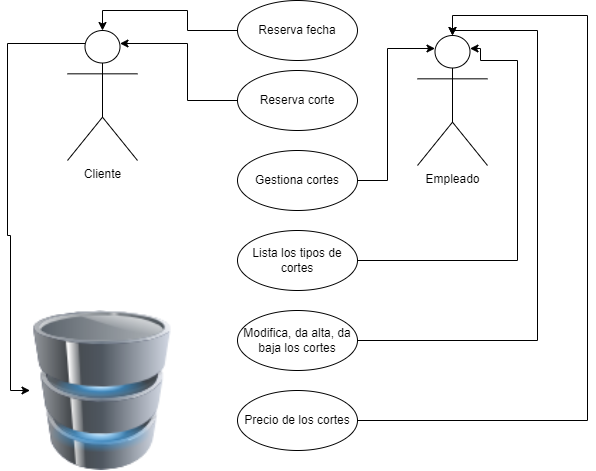 Reserva fecha
Reserva corte
Cliente
Gestiona cortes
Empleado
Lista los tipos de
cortes
Modifica, da alta, da
baja los cortes
Precio de los cortes